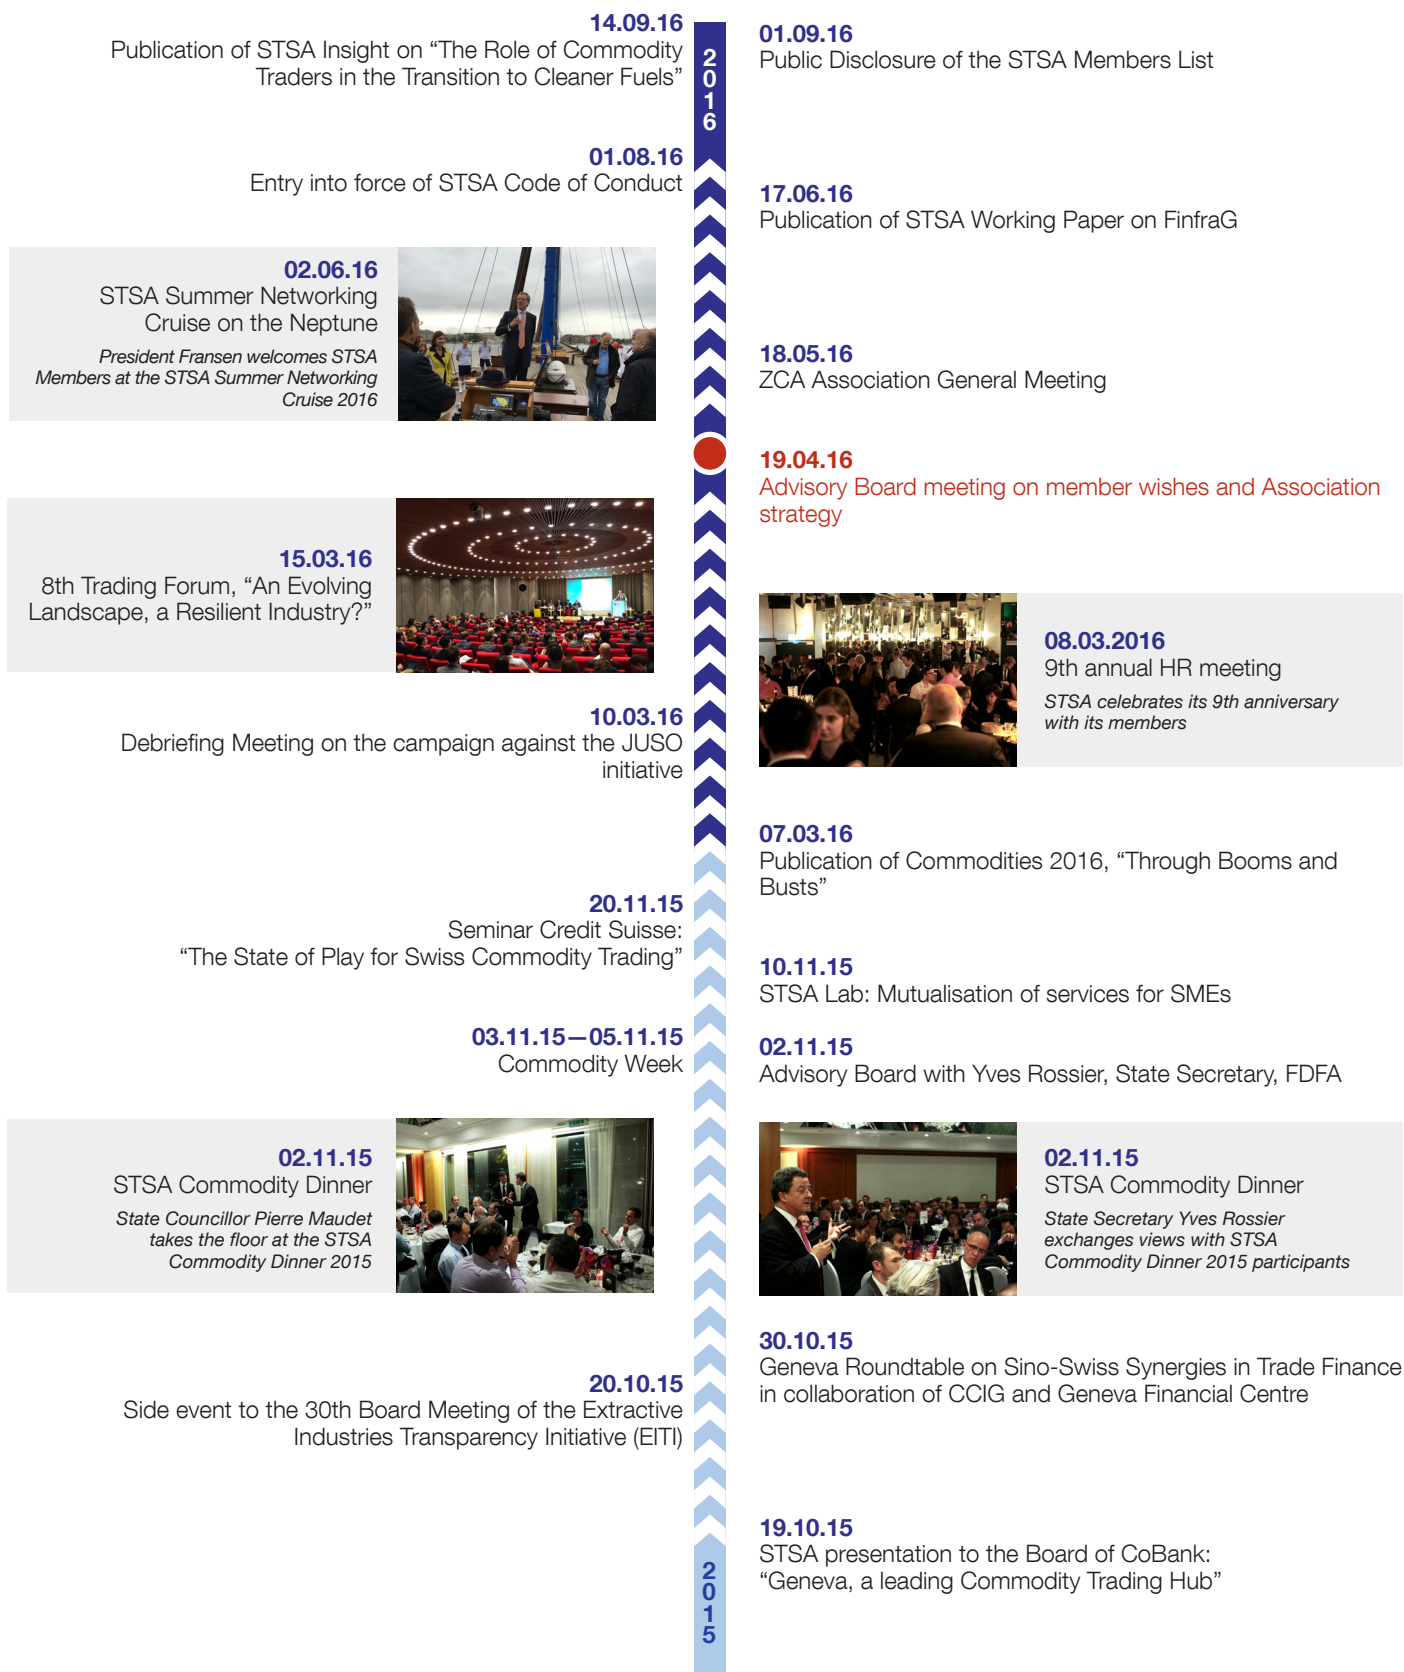 14.09.16
Publication of STSA Insight on “The Role of Commodity
Traders in the Transition to Cleaner Fuels”
2016
01.09.16
Public Disclosure of the STSA Members List
01.08.16
Entry into force of STSA Code of Conduct
17.06.16
Publication of STSA Working Paper on FinfraG
02.06.16
STSA Summer Networking
Cruise on the Neptune
President Fransen welcomes STSA
Members at the STSA Summer Networking
Cruise 2016
18.05.16
ZCA Association General Meeting
19.04.16
Advisory Board meeting on member wishes and Association
strategy
15.03.16
8th Trading Forum, “An Evolving
Landscape, a Resilient Industry?”
08.03.2016
9th annual HR meeting
STSA celebrates its 9th anniversary
with its members
10.03.16
Debriefing Meeting on the campaign against the JUSO
initiative
07.03.16
Publication of Commodities 2016, “Through Booms and
Busts”
20.11.15
Seminar Credit Suisse:
“The State of Play for Swiss Commodity Trading”
10.11.15
STSA Lab: Mutualisation of services for SMEs
03.11.15—05.11.15
Commodity Week
02.11.15
Advisory Board with Yves Rossier, State Secretary, FDFA
02.11.15
STSA Commodity Dinner
State Councillor Pierre Maudet
takes the floor at the STSA
Commodity Dinner 2015
02.11.15
STSA Commodity Dinner
State Secretary Yves Rossier
exchanges views with STSA
Commodity Dinner 2015 participants
30.10.15
Geneva Roundtable on Sino-Swiss Synergies in Trade Finance
in collaboration of CCIG and Geneva Financial Centre
20.10.15
Side event to the 30th Board Meeting of the Extractive
Industries Transparency Initiative (EITI)
19.10.15
STSA presentation to the Board of CoBank:
“Geneva, a leading Commodity Trading Hub”
2015